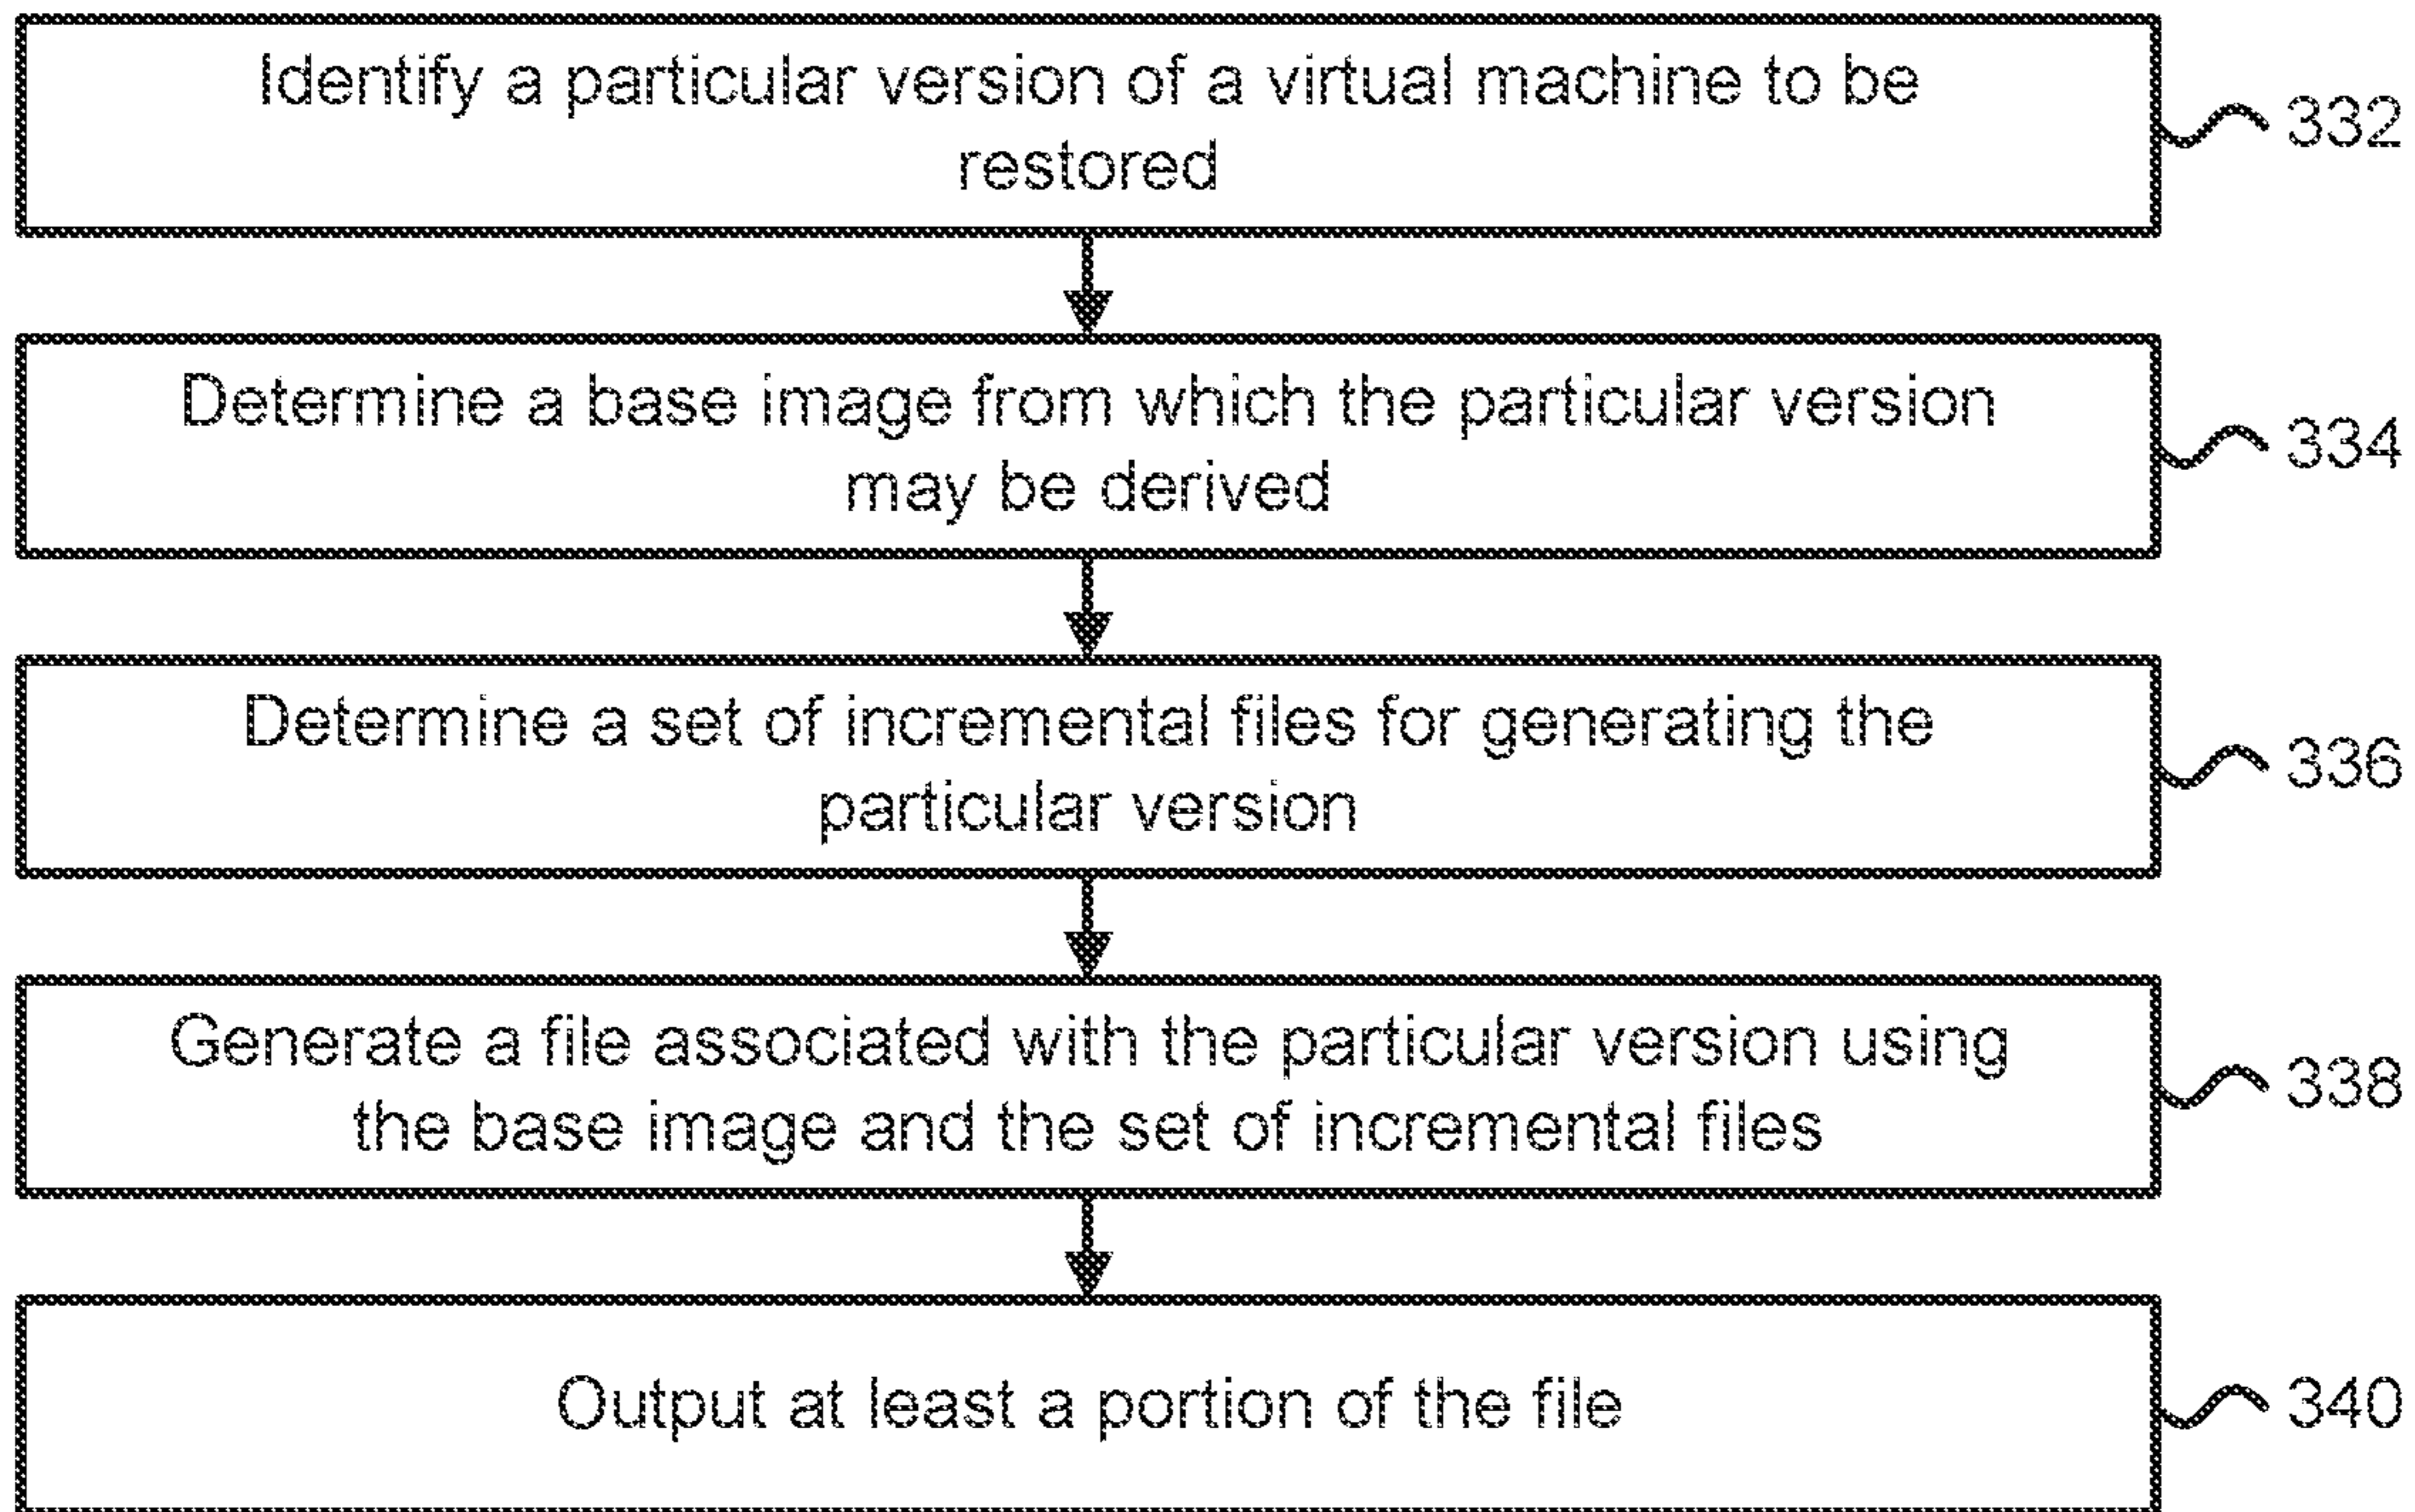 Identify a particular version of a virtual machine to be
restored
332
Determine a base image from which the particular version
may be derived
334
Determine a set of incremental files for generating the
particular version
336
Generate a file associated with the particular version using
the base image and the set of incremental files
338
Output at least a portion of the file
340